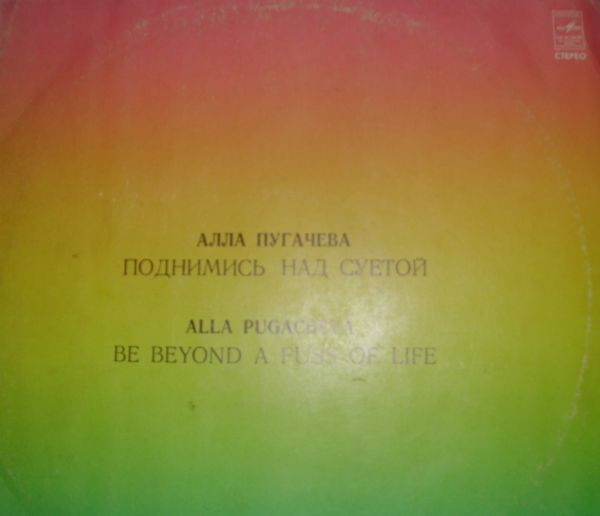 СТЕРЕО
АЛЛА ПУГАЧЕВА
ПОДНИМИСЬ НАД СУЕТОЙ
ALLA PUGACHEVA
BE BEYOND A FUSS OF LIFE